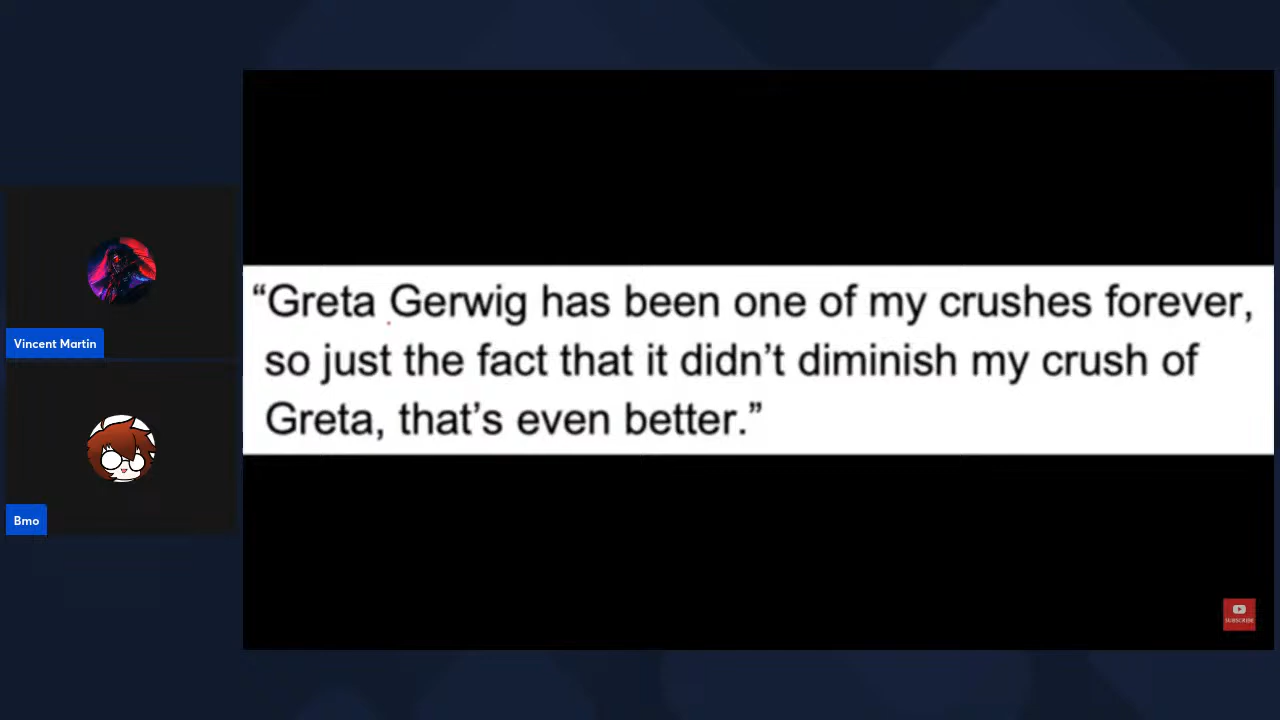 “Greta Gerwig has been one of my crushes forever,
so just the fact that it didn’t diminish my crush of
Greta, that’s even better.”
Vincent Martin
Bmo
SUBSCRIBE